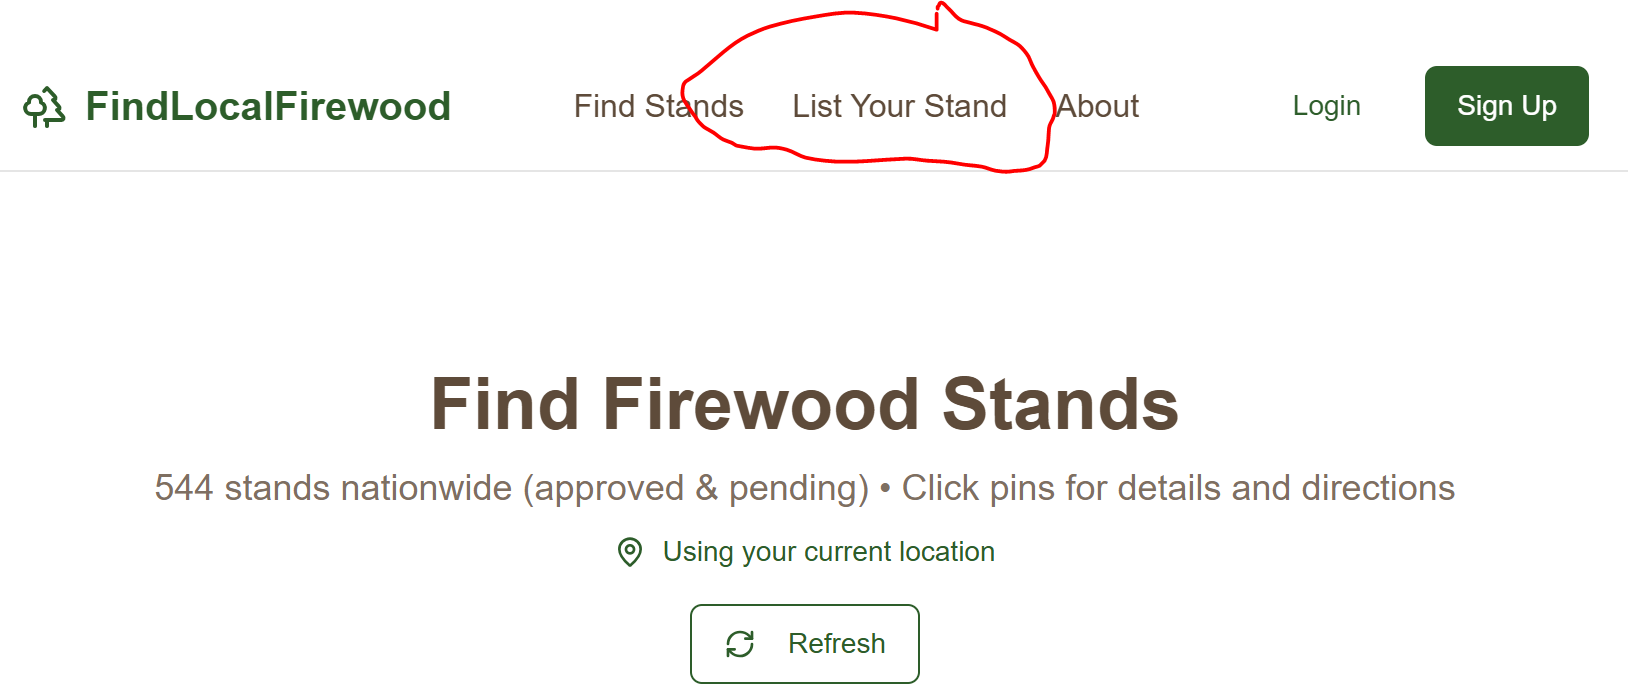 FindLocalFirewood Find Stands List Your Stand About Login Sign Up
Find Firewood Stands
544 stands nationwide (approved & pending) • Click pins for details and directions
Using your current location
Refresh